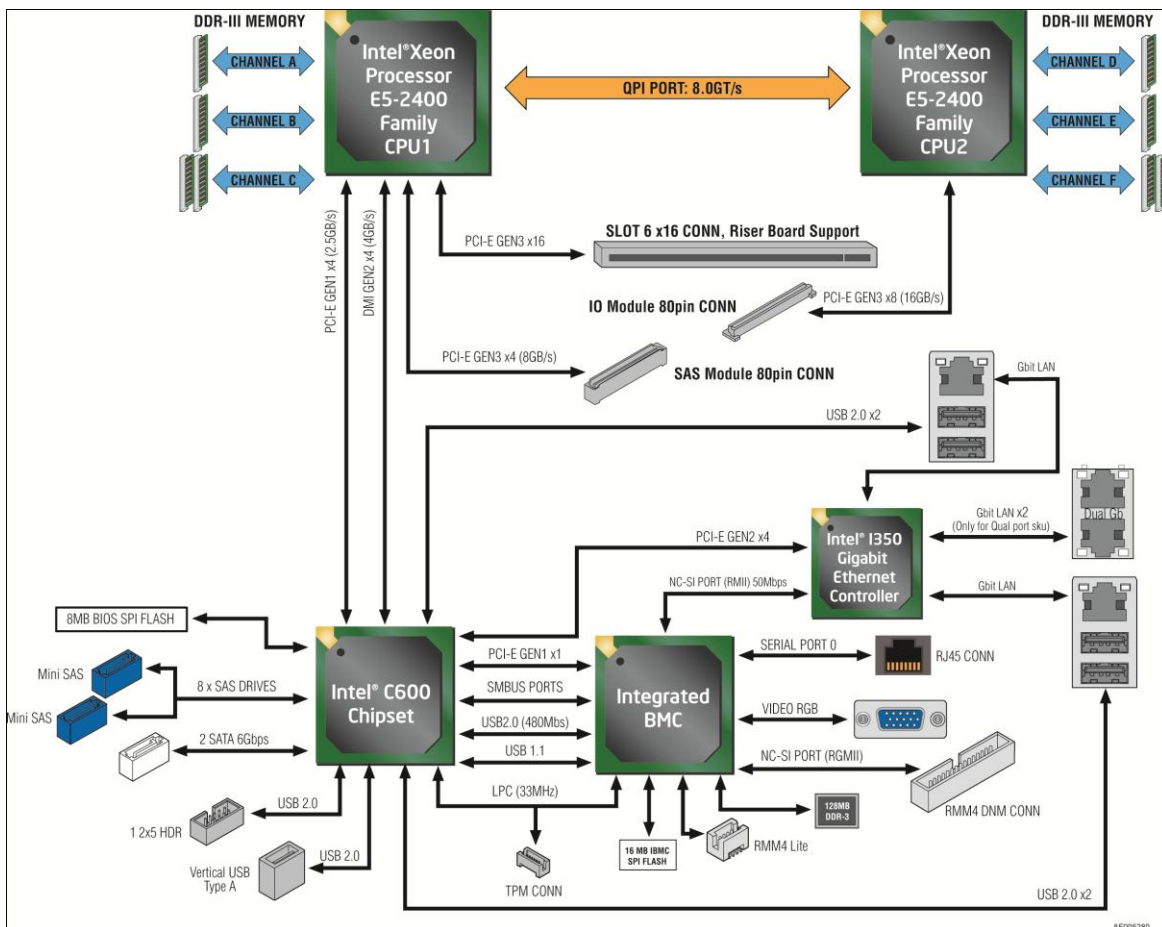 DDR-III MEMORY
DDR-III MEMORY
Intel® Xeon
Processor
E5-2400
Family
CPU1
Intel® Xeon
Processor
E5-2400
Family
CPU2
CHANNEL A
CHANNEL B
CHANNEL C
QPI PORT: 8.0GT/s
CHANNEL D
CHANNEL E
CHANNEL F
PCI-E GEN1 x4 (2.5GB/s)
DMI GEN2 x4 (4GB/s)
PCI-E GEN3 x16
SLOT 6 x16 CONN, Riser Board Support
IO Module 80pin CONN
PCI-E GEN3 x8 (16GB/s)
PCI-E GEN3 x4 (8GB/s)
SAS Module 80pin CONN
Gbit LAN
USB 2.0 x2
PCI-E GEN2 x4
Intel® I350
Gigabit
Ethernet
Controller
Gbit LAN x2
(Only for Qual port sku)
Dual Gb
NC-SI PORT (RMII) 50Mbps
Gbit LAN
8MB BIOS SPI FLASH
Mini SAS
Mini SAS
8 x SAS DRIVES
2 SATA 6Gbps
Intel® C600
Chipset
PCI-E GEN1 x1
SMBUS PORTS
USB2.0 (480Mbs)
USB 1.1
LPC (33MHz)
Integrated
BMC
SERIAL PORT 0
RJ45 CONN
VIDEO RGB
NC-SI PORT (RGMII)
RMM4 DNM CONN
USB 2.0
1 2x5 HDR
USB 2.0
Vertical USB
Type A
TPM CONN
16 MB IBMC
SPI FLASH
RMM4 Lite
128MB
DDR-3
USB 2.0 x2